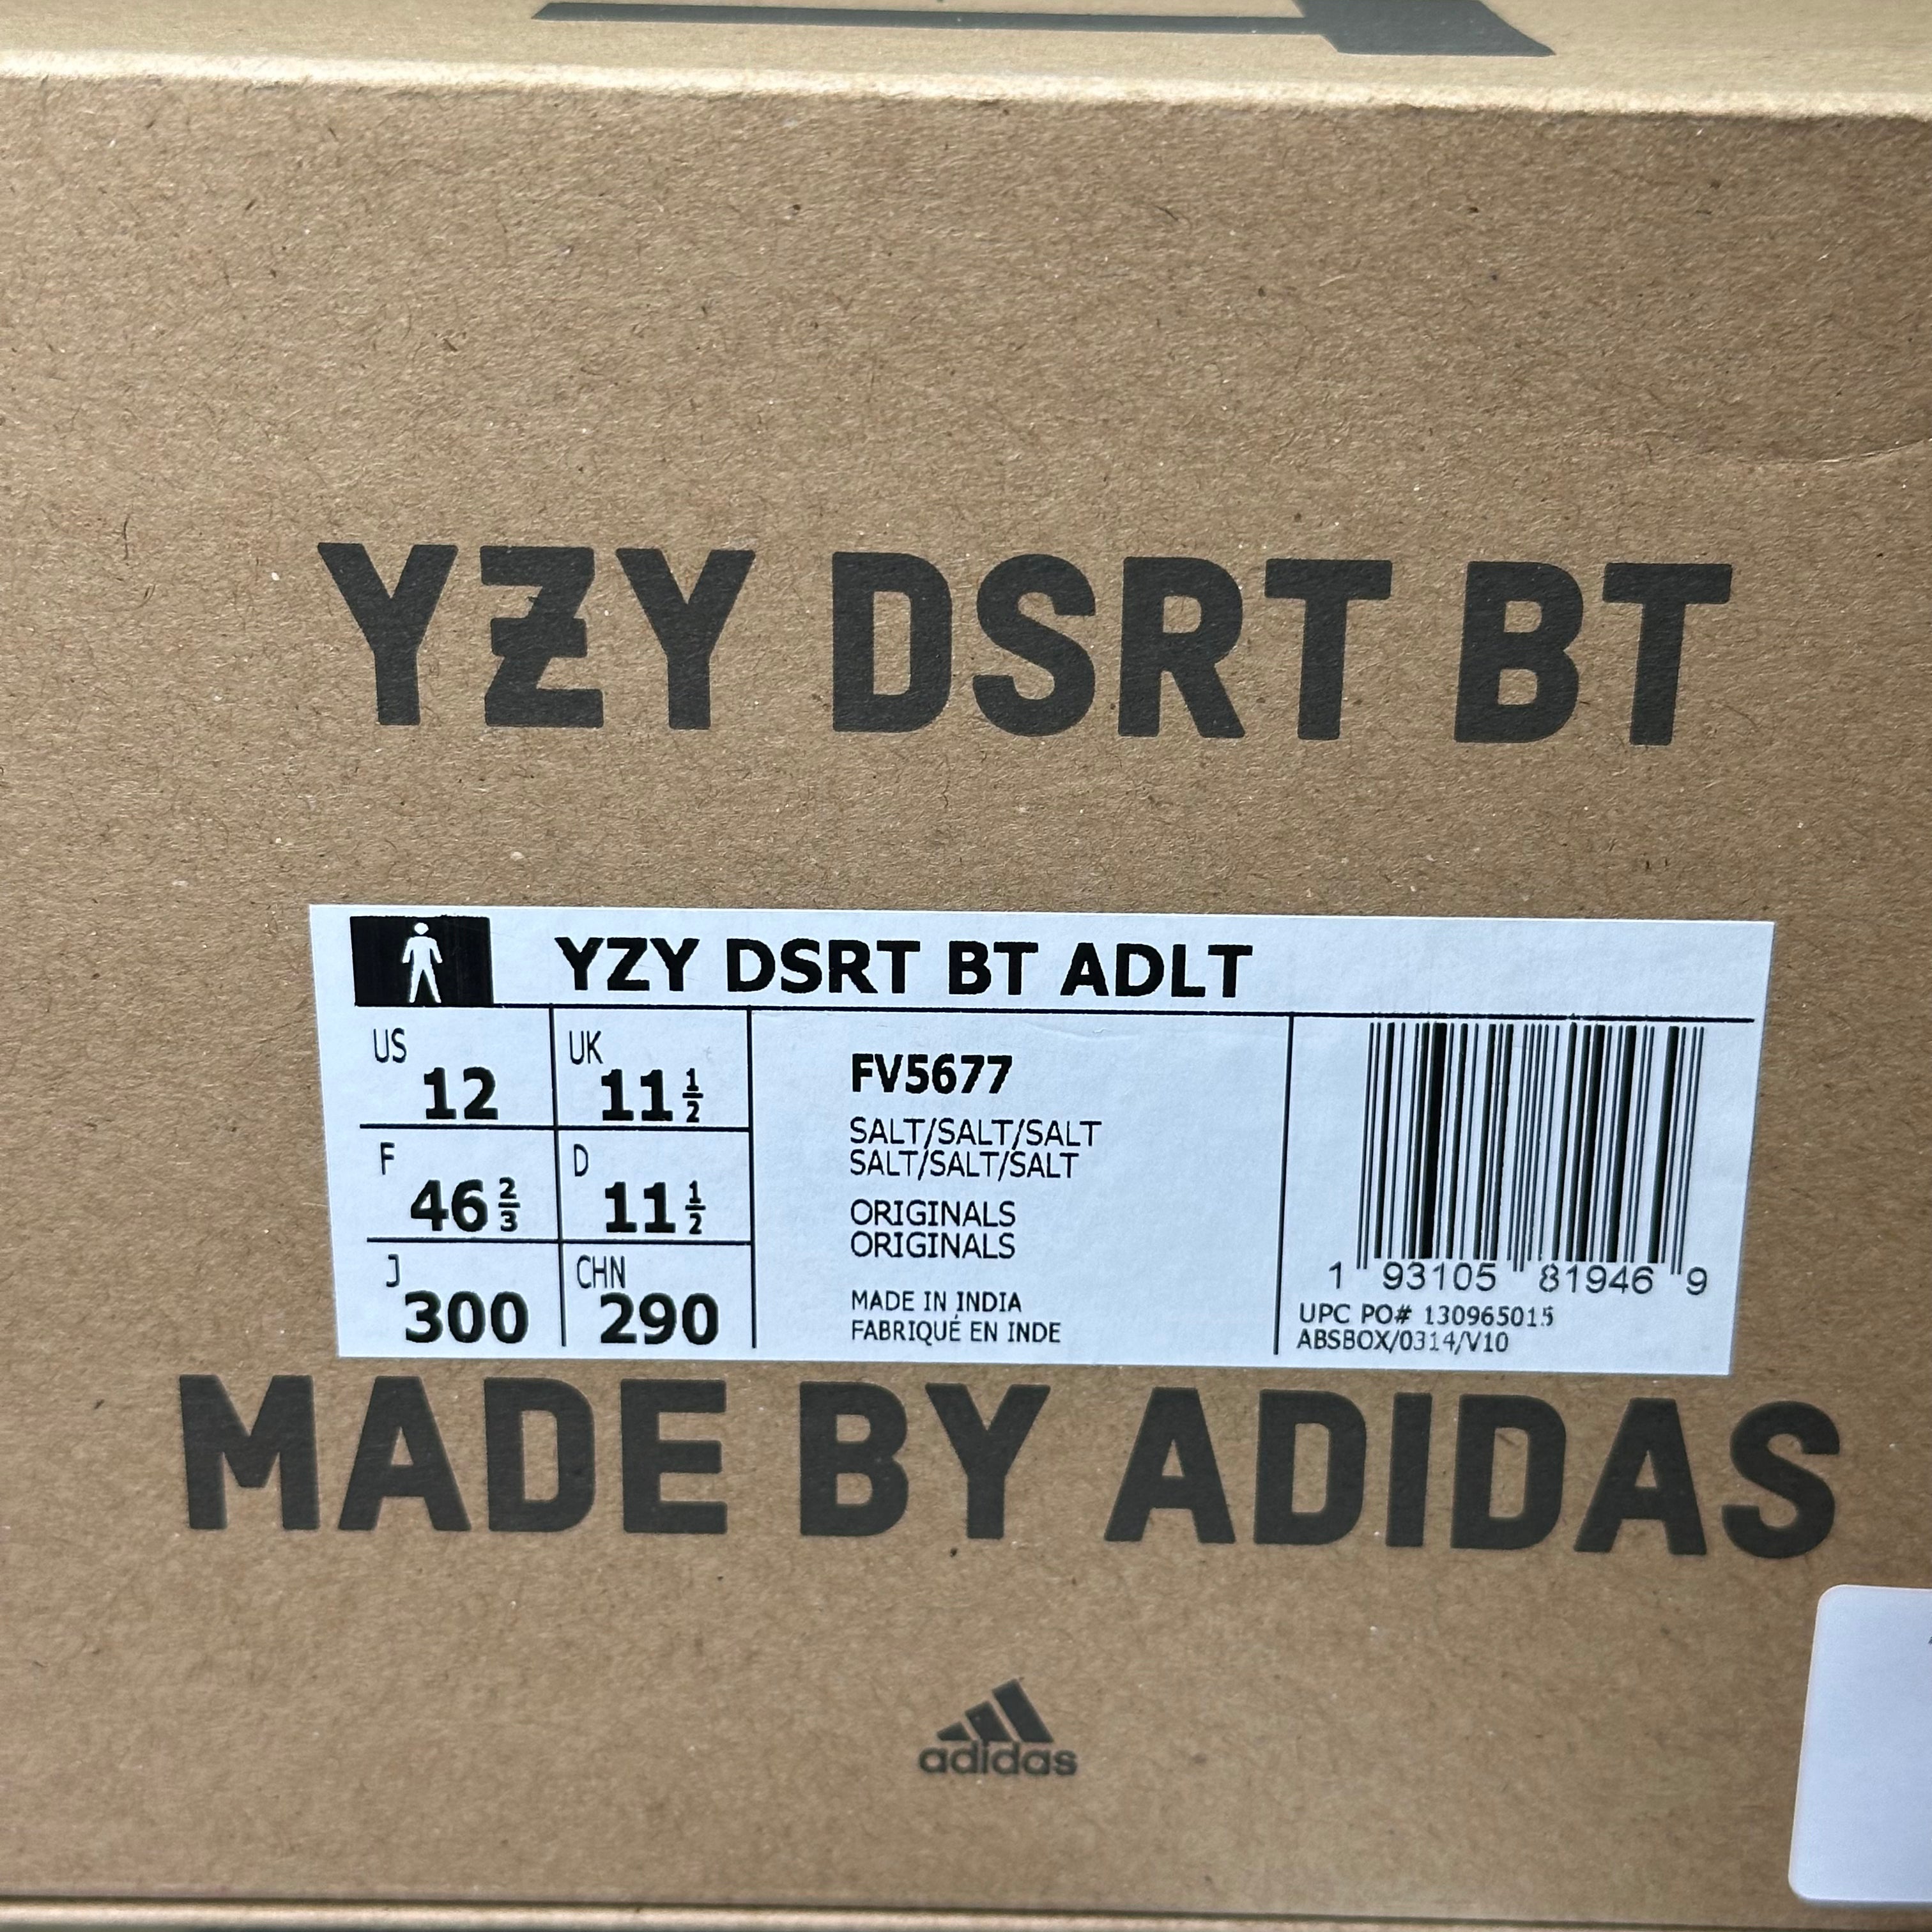 YZY DSRT BT
YZY DSRT BT ADLT
US 12 UK 11 1/2
F 46 2/3 D 11 1/2
J 300 CHN 290
FV5677
SALT/SALT/SALT
SALT/SALT/SALT
ORIGINALS
ORIGINALS
MADE IN INDIA
FABRIQUÉ EN INDE
1 93105 81946 9
UPC PO# 130965015
ABSBOX/0314/V10
MADE BY ADIDAS
adidas